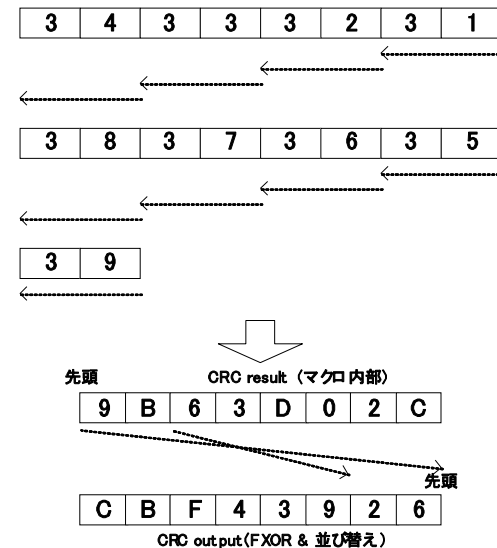 3 4 3 3 3 2 3 1
3 8 3 7 3 6 3 5
3 9
先頭
CRC result (マクロ内部)
9 B 6 3 D 0 2 C
先頭
C B F 4 3 9 2 6
CRC output(FXOR & 並び替え)